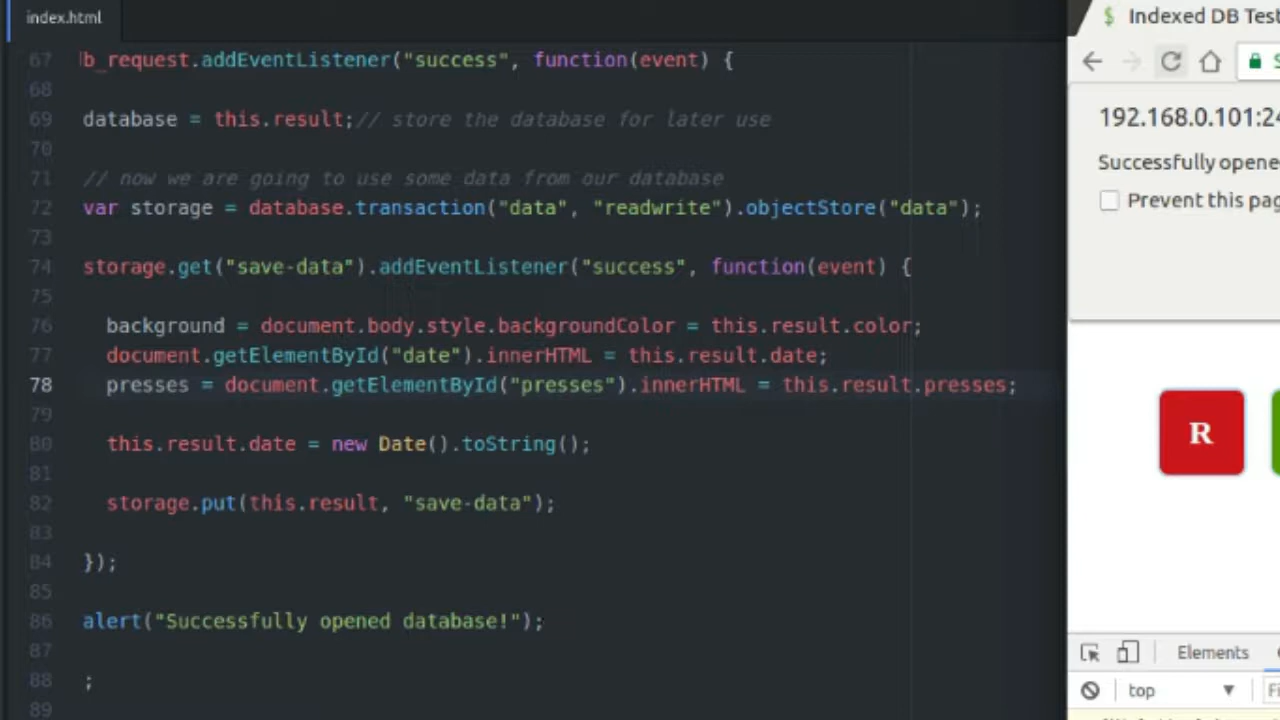 index.html
67 b_request.addEventListener("success", function(event) {
68
69 database = this.result;// store the database for later use
70
71 // now we are going to use some data from our database
72 var storage = database.transaction("data", "readwrite").objectStore("data");
73
74 storage.get("save-data").addEventListener("success", function(event) {
75
76 background = document.body.style.backgroundColor = this.result.color;
77 document.getElementById("date").innerHTML = this.result.date;
78 presses = document.getElementById("presses").innerHTML = this.result.presses;
79
80 this.result.date = new Date().toString();
81
82 storage.put(this.result, "save-data");
83
84 });
85
86 alert("Successfully opened database!");
87
88 ;
89
$ Indexed DB Test
S
192.168.0.101:24
Successfully opene
Prevent this pag
R
Elements
top
Fi